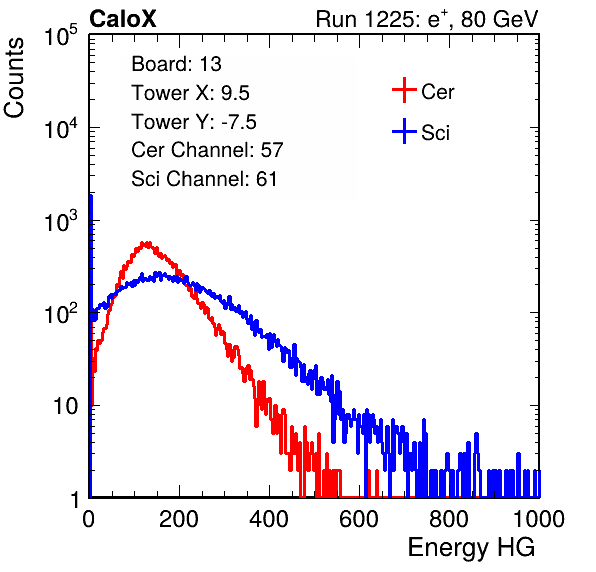 CaloX Run 1225: e⁺, 80 GeV
Counts
Board: 13
Tower X: 9.5
Tower Y: -7.5
Cer Channel: 57
Sci Channel: 61
Cer
Sci
10⁵
10⁴
10³
10²
10
1
0 200 400 600 800 1000
Energy HG